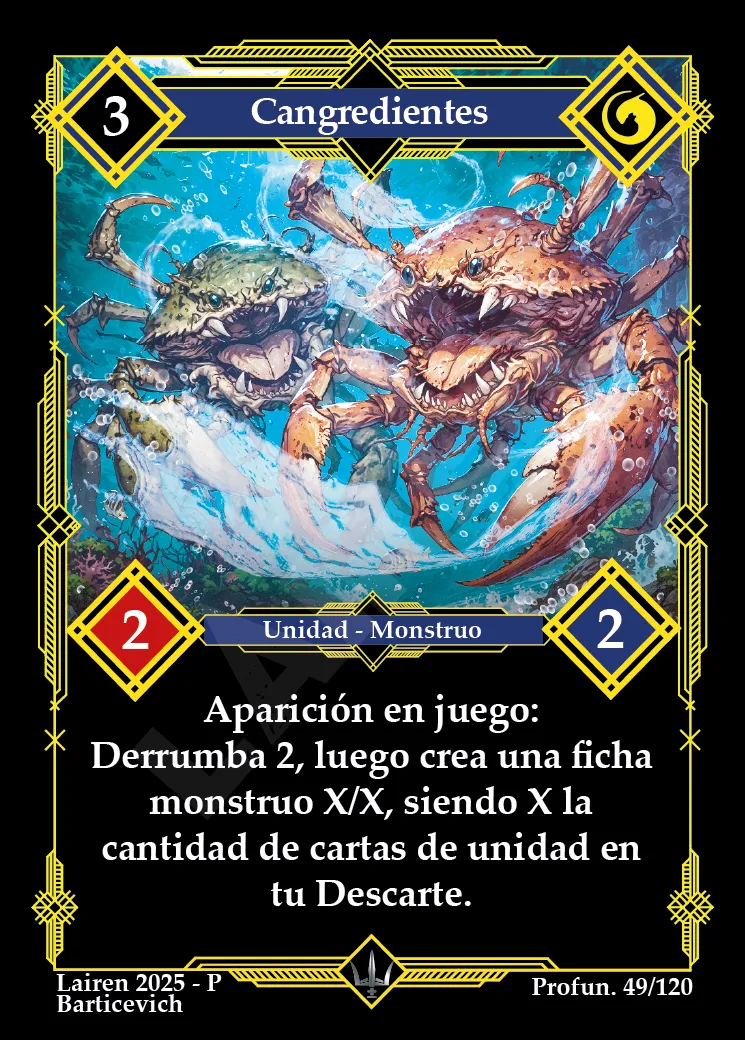 3
Cangredientes
2
Unidad - Monstruo
2
Aparición en juego:
Derrumba 2, luego crea una ficha
monstruo X/X, siendo X la
cantidad de cartas de unidad en
tu Descarte.
Lairen 2025 - P
Barticevich
Profun. 49/120